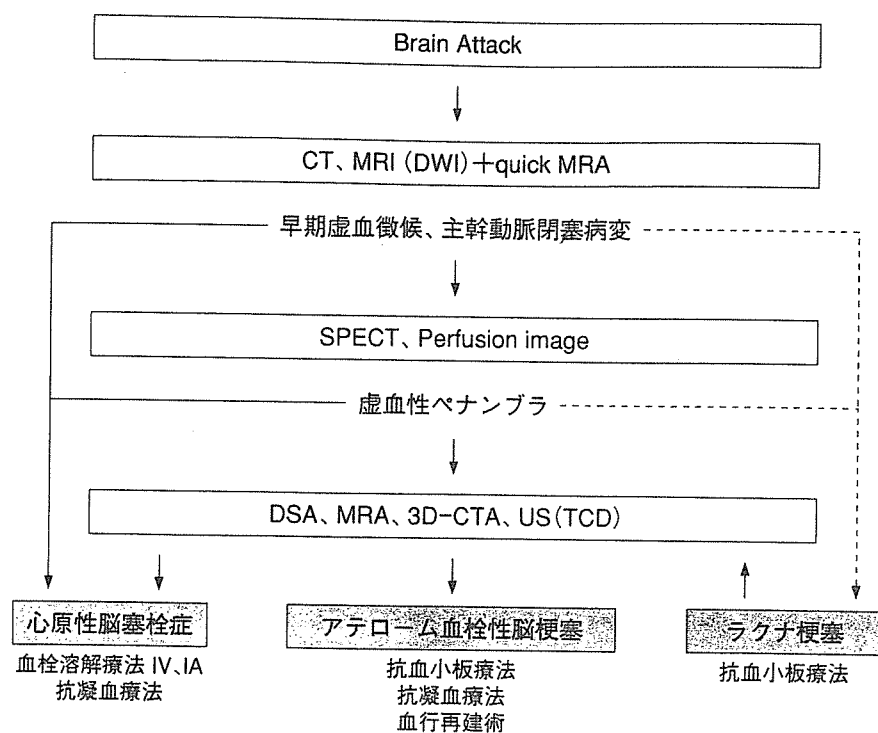 Brain Attack
CT、MRI（DWI）＋quick MRA
早期虚血徴候、主幹動脈閉塞病変
SPECT、Perfusion image
虚血性ペナンブラ
DSA、MRA、3D-CTA、US（TCD）
心原性脳塞栓症
血栓溶解療法 IV、IA
抗凝血療法
アテローム血栓性脳梗塞
抗血小板療法
抗凝血療法
血行再建術
ラクナ梗塞
抗血小板療法